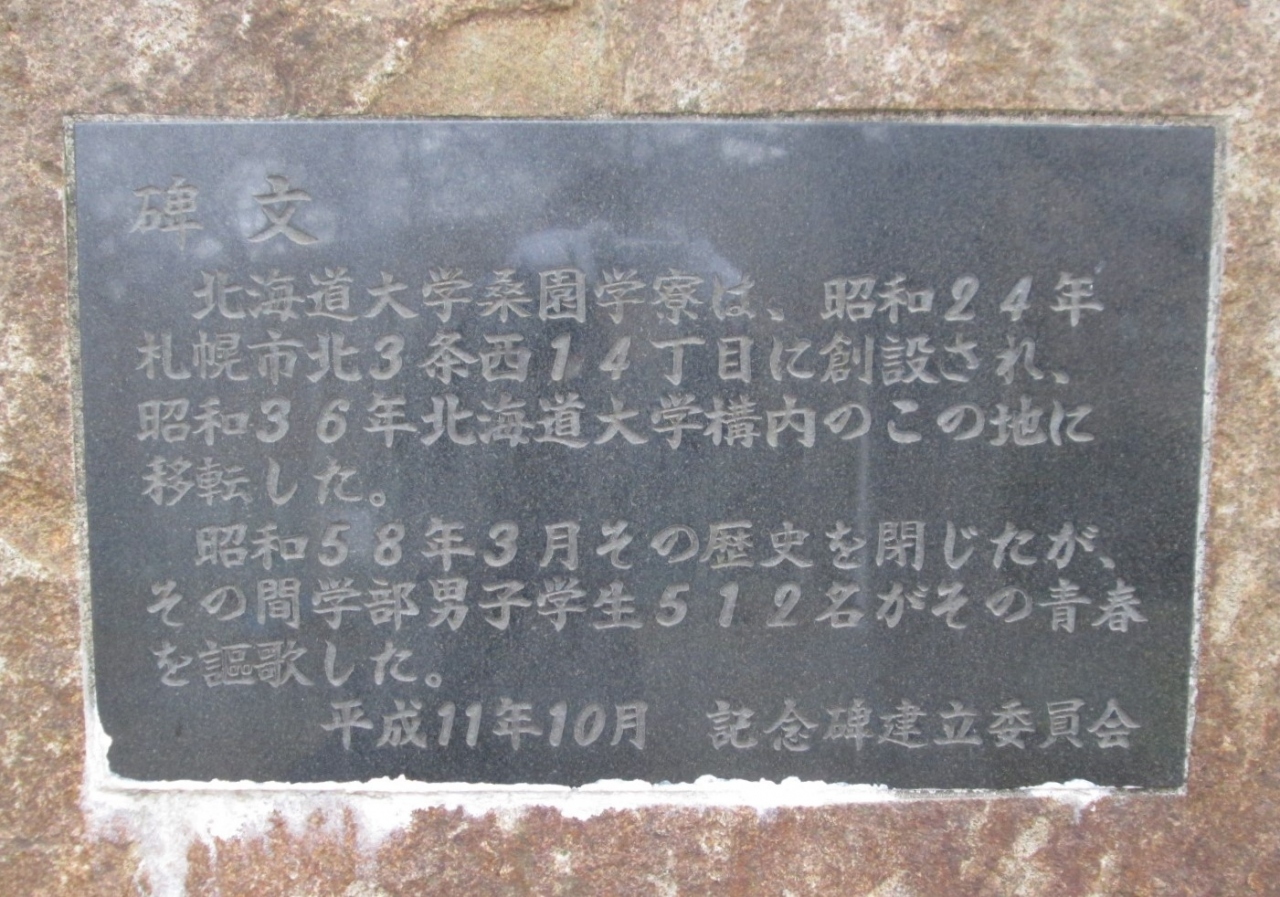 碑 文
北海道大学桑園学寮は、昭和24年
札幌市北3条西14丁目に創設され、
昭和36年北海道大学構内のこの地に
移転した。
昭和58年3月その歴史を閉じたが、
その間学部男子学生512名がその青春
を謳歌した。
平成11年10月 記念碑建立委員会